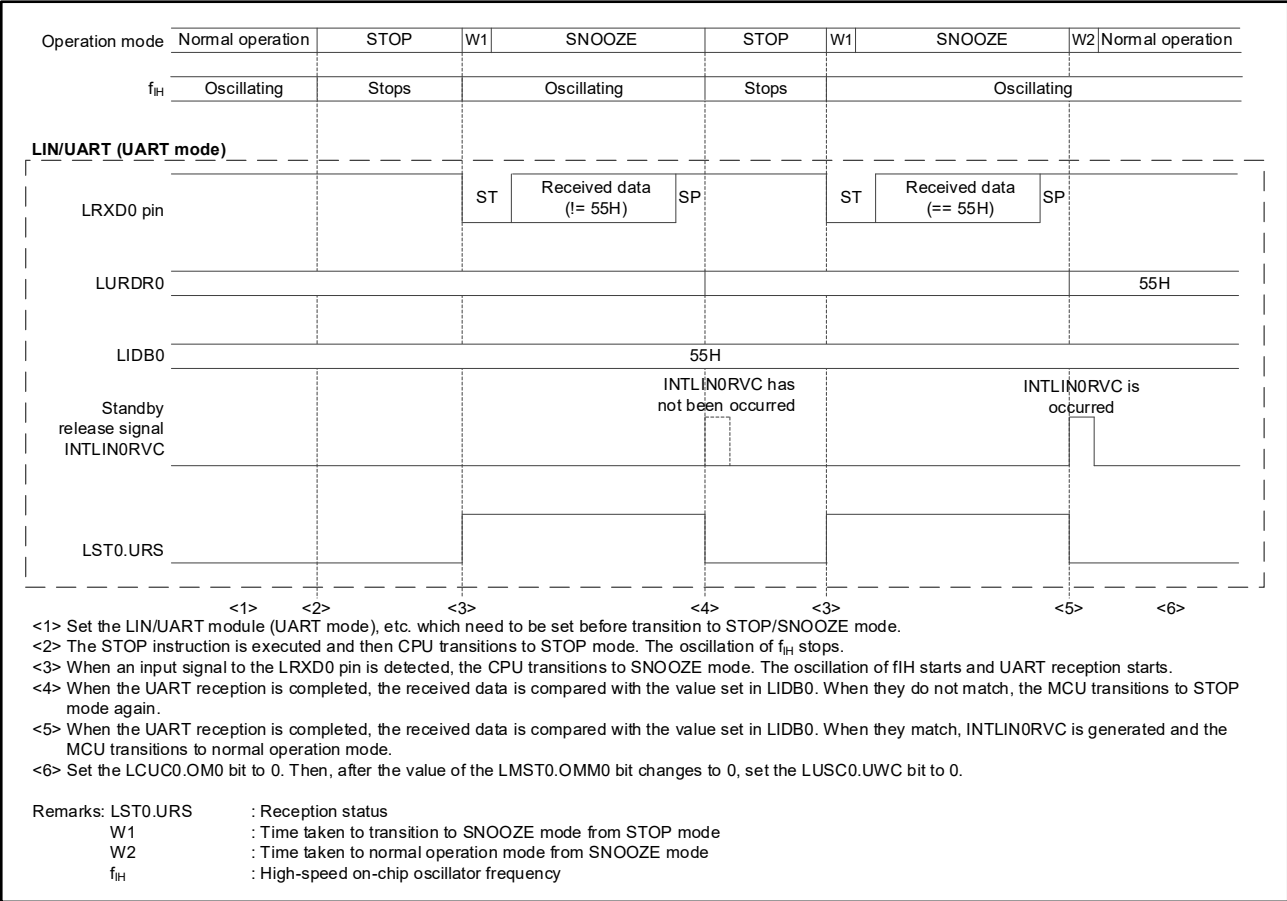 Operation mode Normal operation STOP W1 SNOOZE STOP W1 SNOOZE W2 Normal operation
fIH Oscillating Stops Oscillating Stops Oscillating
LIN/UART (UART mode)
LRXD0 pin ST Received data (!= 55H) SP ST Received data (== 55H) SP
LURDR0 55H
LIDB0 55H
Standby release signal INTLIN0RVC
INTLIN0RVC has not been occurred
INTLIN0RVC is occurred
LST0.URS
<1> <2> <3> <4> <3> <5> <6>
<1> Set the LIN/UART module (UART mode), etc. which need to be set before transition to STOP/SNOOZE mode.
<2> The STOP instruction is executed and then CPU transitions to STOP mode. The oscillation of fIH stops.
<3> When an input signal to the LRXD0 pin is detected, the CPU transitions to SNOOZE mode. The oscillation of fIH starts and UART reception starts.
<4> When the UART reception is completed, the received data is compared with the value set in LIDB0. When they do not match, the MCU transitions to STOP
mode again.
<5> When the UART reception is completed, the received data is compared with the value set in LIDB0. When they match, INTLIN0RVC is generated and the
MCU transitions to normal operation mode.
<6> Set the LCUC0.OM0 bit to 0. Then, after the value of the LMST0.OMM0 bit changes to 0, set the LUSC0.UWC bit to 0.
Remarks: LST0.URS : Reception status
W1 : Time taken to transition to SNOOZE mode from STOP mode
W2 : Time taken to normal operation mode from SNOOZE mode
fIH : High-speed on-chip oscillator frequency